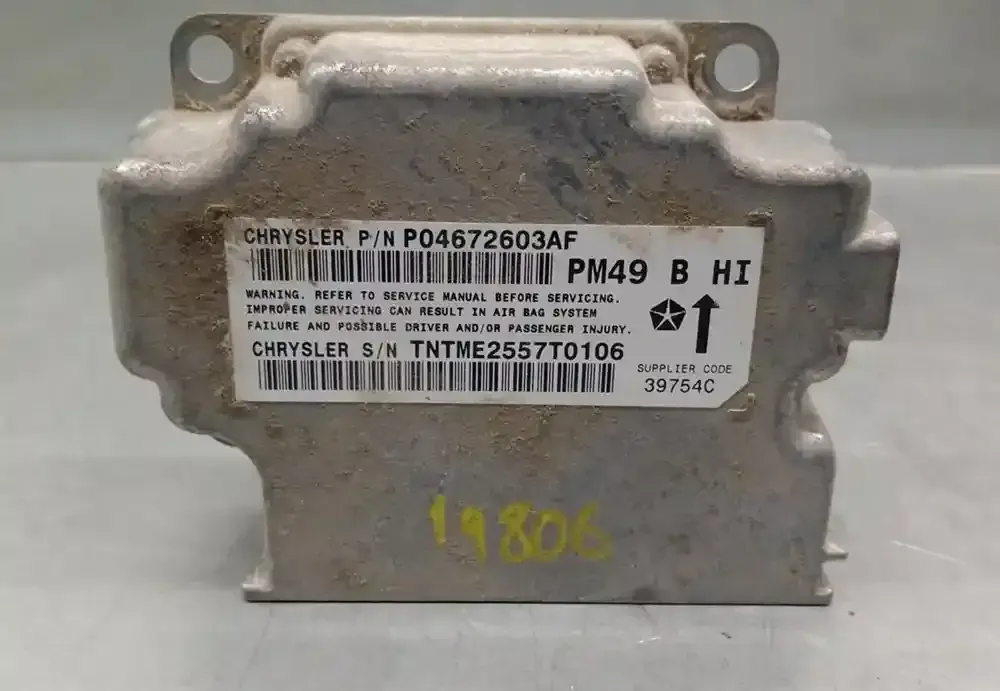 CHRYSLER P/N P04672603AF
PM49 B HI
WARNING. REFER TO SERVICE MANUAL BEFORE SERVICING.
IMPROPER SERVICING CAN RESULT IN AIR BAG SYSTEM
FAILURE AND POSSIBLE DRIVER AND/OR PASSENGER INJURY.
CHRYSLER S/N TNTME2557T0106
SUPPLIER CODE
39754C
19806